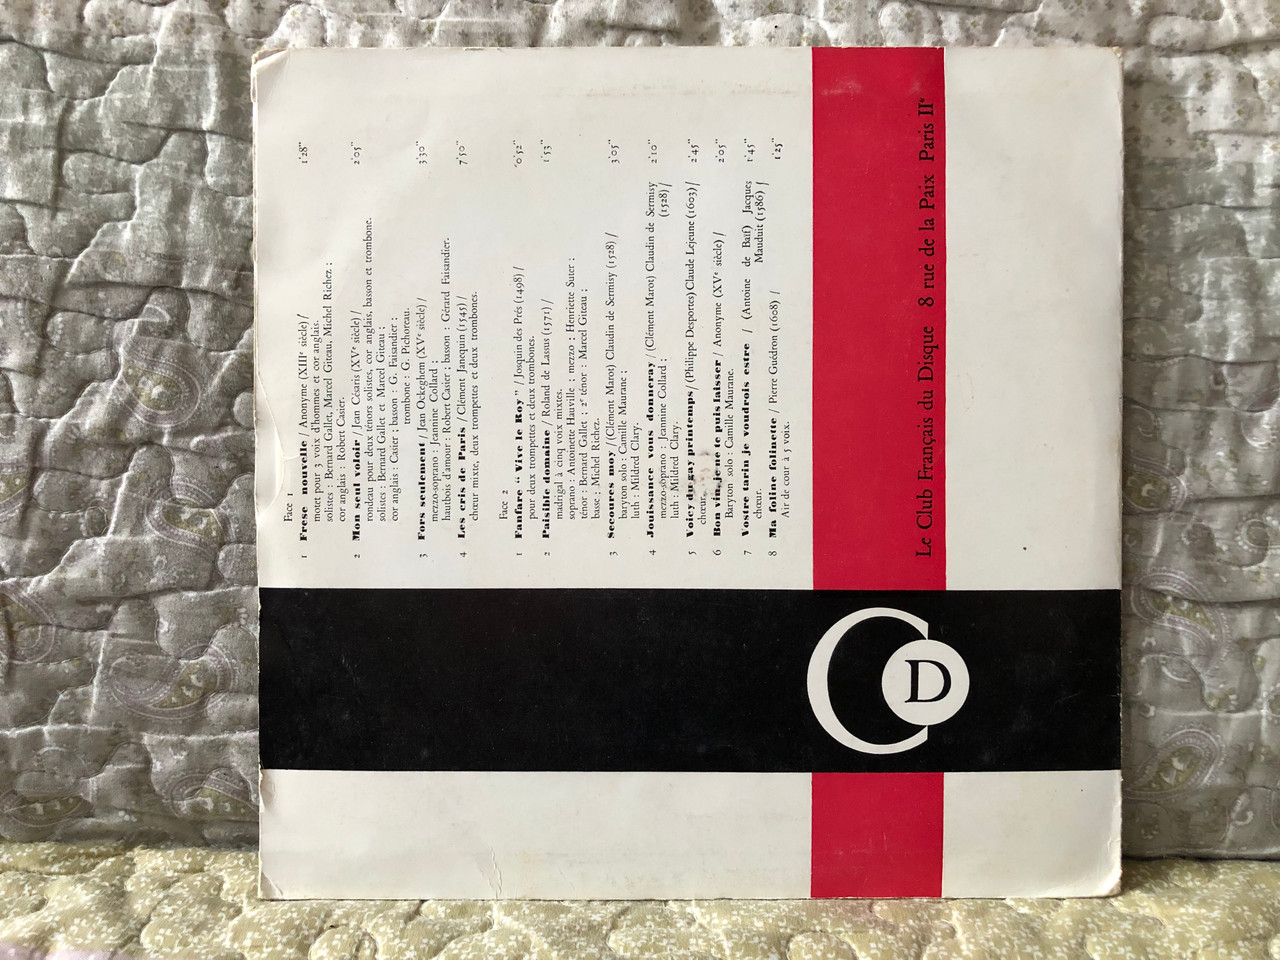 Face 1
1 Frese nouvelle / Anonyme (XIIIe siècle) / 1'28"
motet pour 3 voix d'hommes et cor anglais.
solistes : Bernard Gallet, Marcel Giteau, Michel Richez ;
cor anglais : Robert Casier.
2 Mon seul voloir / Jean Césaris (XVe siècle) / 2'05"
rondeau pour deux ténors solistes, cor anglais, basson et trombone.
solistes : Bernard Gallet et Marcel Giteau ;
cor anglais : Casier ; basson : G. Faisandier ;
trombone : G. Pichoreau.
3 Fors seulement / Jean Ockeghem (XVe siècle) / 3'30"
mezzo-soprano : Jeannine Collard ;
hautbois d'amour : Robert Casier ; basson : Gérard Faisandier.
4 Les cris de Paris / Clément Janequin (1545) / 7'10"
chœur mixte, deux trompettes et deux trombones.
Face 2
1 Fanfare " Vive le Roy " / Josquin des Prés (1498) / 0'52"
pour deux trompettes et deux trombones.
2 Paisible domaine / Roland de Lassus (1571) / 1'53"
madrigal à cinq voix mixtes.
soprano : Antoinette Hauville ; mezzo : Henriette Suter ;
ténor : Bernard Gallet ; 2e ténor : Marcel Giteau ;
basse : Michel Richez.
3 Secoures moy / (Clément Marot) Claudin de Sermisy (1528) / 3'05"
baryton solo : Camille Maurane ;
luth : Mildred Clary.
4 Jouissance vous donneray / (Clément Marot) Claudin de Sermisy 2'10"
mezzo-soprano : Jeannine Collard ; (1528) /
luth : Mildred Clary.
5 Voicy du gay printemps / (Philippe Desportes) Claude Lejeune (1603) / 2'45"
chœur.
6 Bon vin, je ne te puis laisser / Anonyme (XVe siècle) / 2'05"
Baryton solo : Camille Maurane.
7 Vostre tarin je voudrois estre / (Antoine de Baïf) Jacques 1'45"
chœur. Mauduit (1586) /
8 Ma foline folinette / Pierre Guédron (1608) / 1'25"
Air de cour à 5 voix.
Le Club Français du Disque 8 rue de la Paix Paris IIe
CD